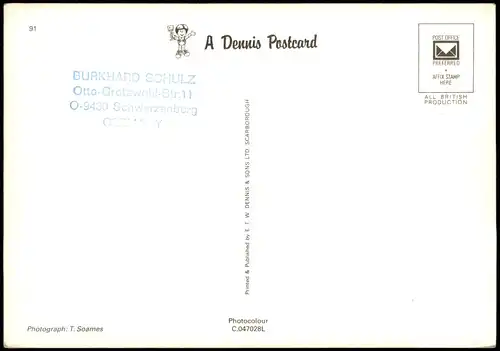 91
A Dennis Postcard
POST OFFICE
PREFERRED
AFFIX STAMP
HERE
ALL BRITISH
PRODUCTION
BURKHARD SCHULZ
Otto-Grotewohl-Str.11
O-9430 Schwarzenberg
Printed & Published by E. T. W. DENNIS & SONS LTD. SCARBOROUGH
Photocolour
C.047028L
Photograph: T. Soames